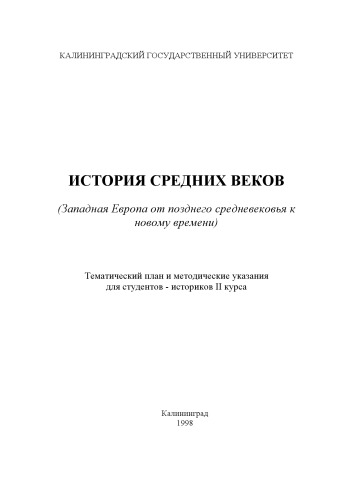 КАЛИНИНГРАДСКИЙ ГОСУДАРСТВЕННЫЙ УНИВЕРСИТЕТ
ИСТОРИЯ СРЕДНИХ ВЕКОВ
(Западная Европа от позднего средневековья к
новому времени)
Тематический план и методические указания
для студентов - историков II курса
Калининград
1998